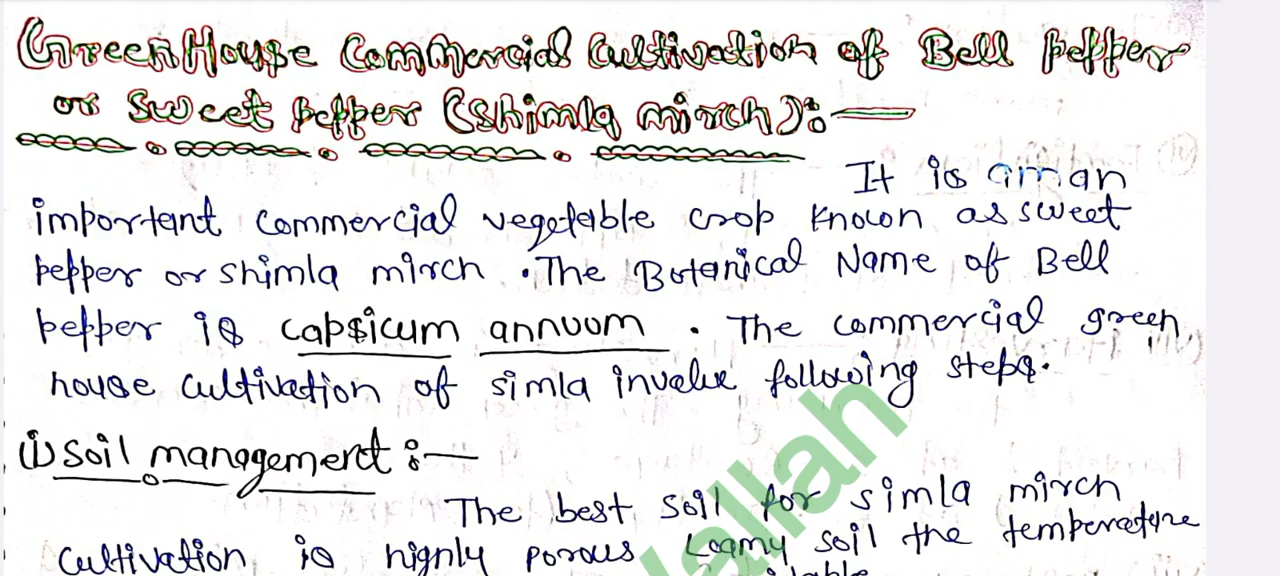 GreenHouse Commercial Cultivation of Bell pepper
or Sweet pepper (shimla mirch):—
It is an
important commercial vegetable crop known as sweet
pepper or shimla mirch . The Botanical Name of Bell
pepper is capsicum annuom . The commercial green
house cultivation of simla involve following steps.
(i) Soil management :—
The best soil for simla mirch
cultivation is highly porous Loamy soil the temperature
allah